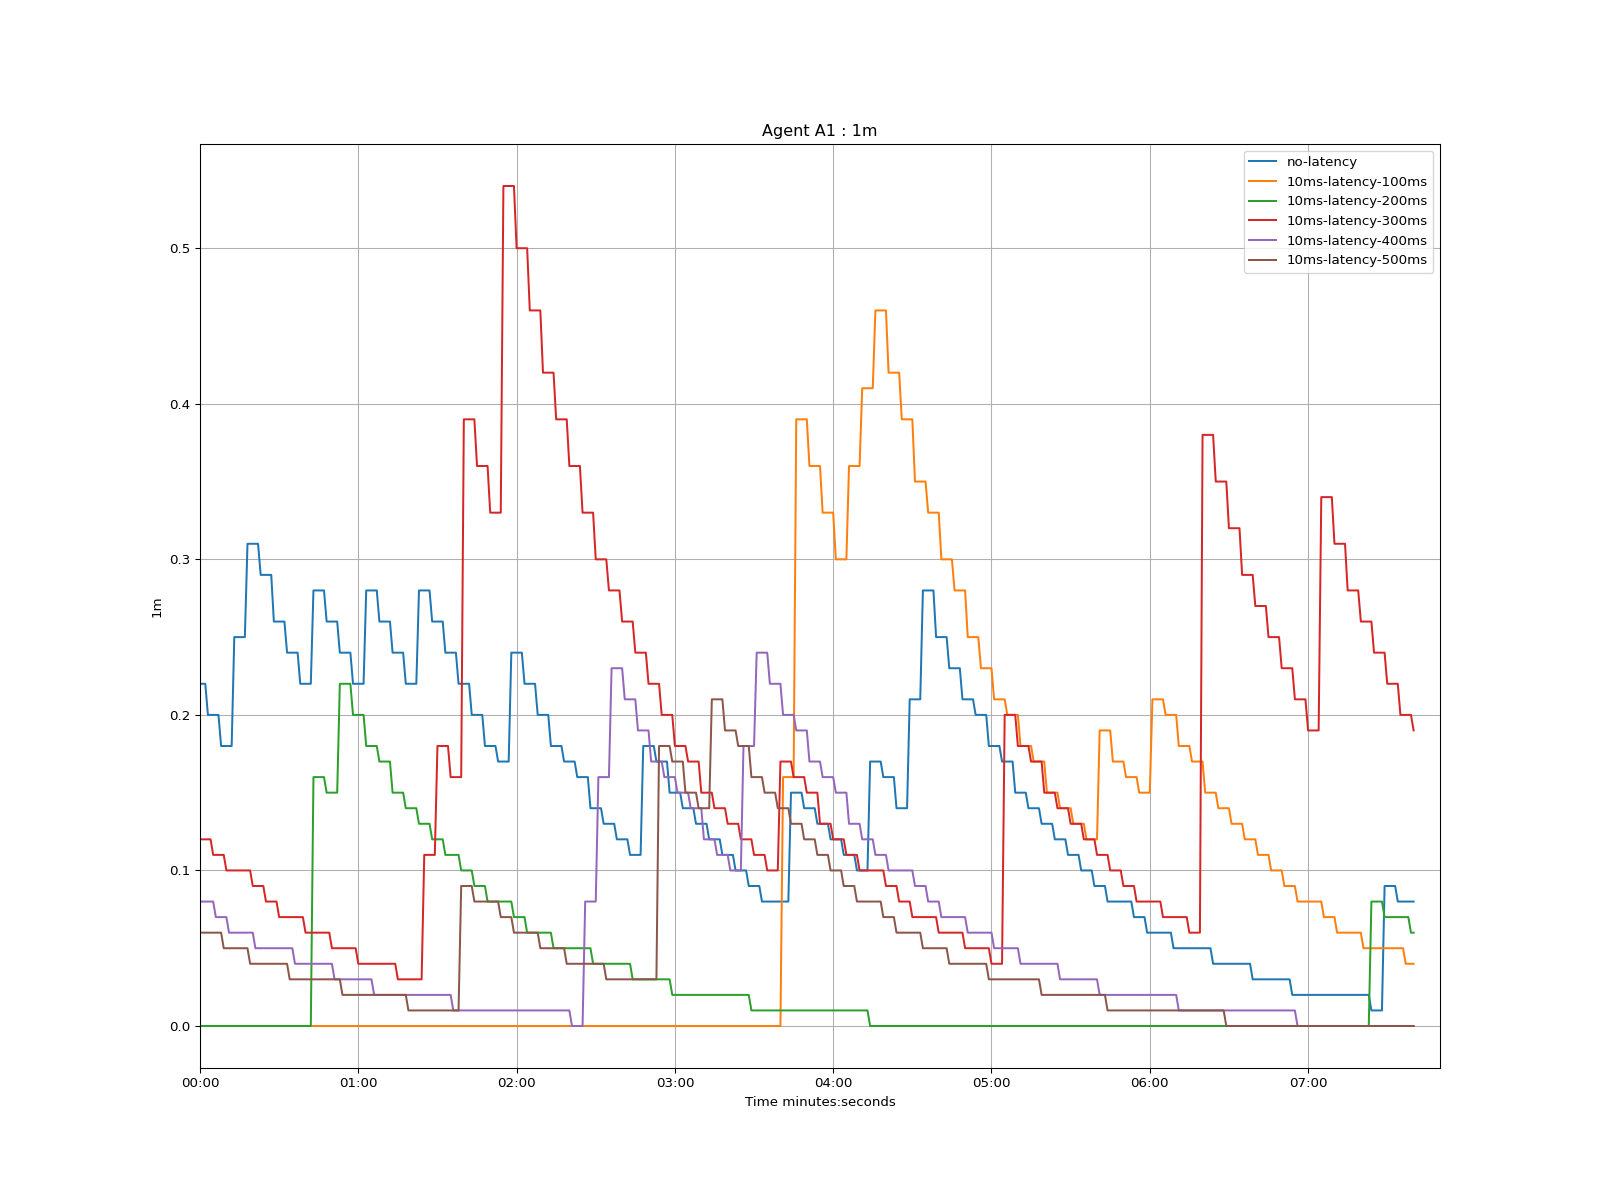 Agent A1 : 1m
no-latency
10ms-latency-100ms
10ms-latency-200ms
10ms-latency-300ms
10ms-latency-400ms
10ms-latency-500ms
0.5
0.4
0.3
0.2
0.1
0.0
1m
00:00 01:00 02:00 03:00 04:00 05:00 06:00 07:00
Time minutes:seconds